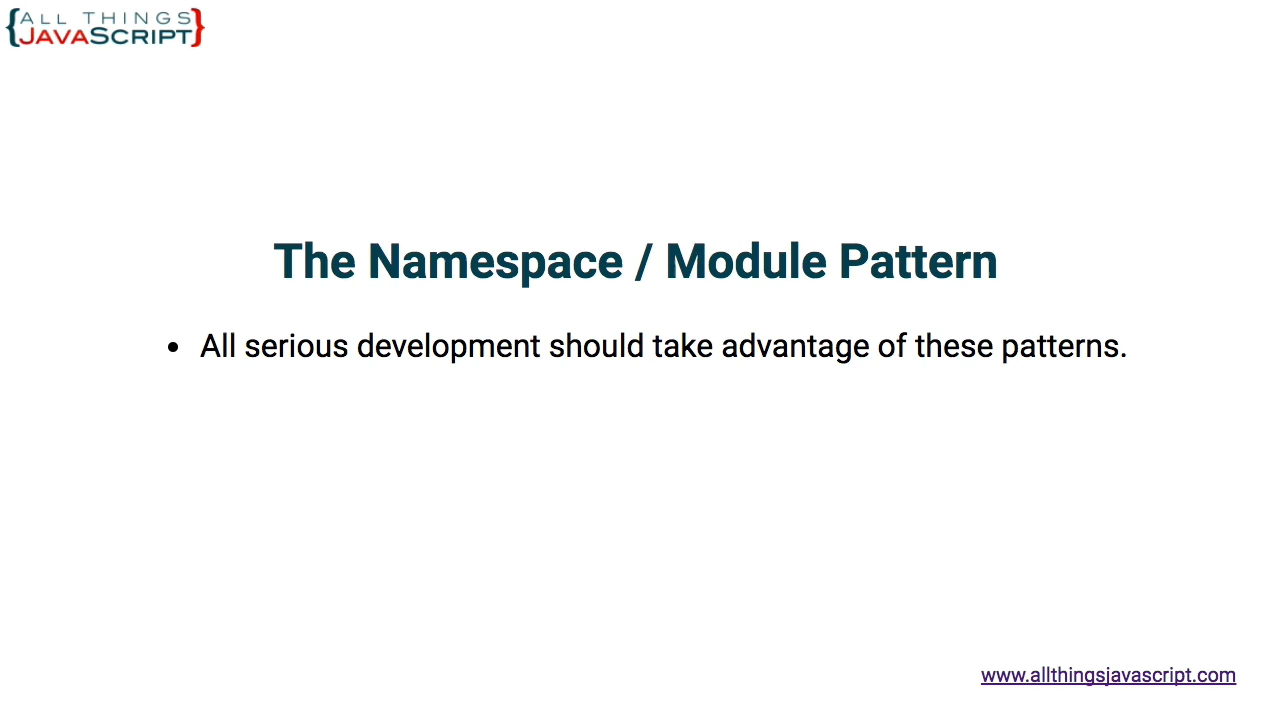 {ALL THINGS
JAVASCRIPT}
The Namespace / Module Pattern
• All serious development should take advantage of these patterns.
www.allthingsjavascript.com